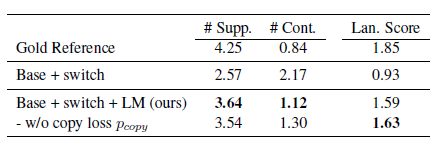 # Supp. # Cont. Lan. Score
Gold Reference 4.25 0.84 1.85
Base + switch 2.57 2.17 0.93
Base + switch + LM (ours) 3.64 1.12 1.59
- w/o copy loss pcopy 3.54 1.30 1.63